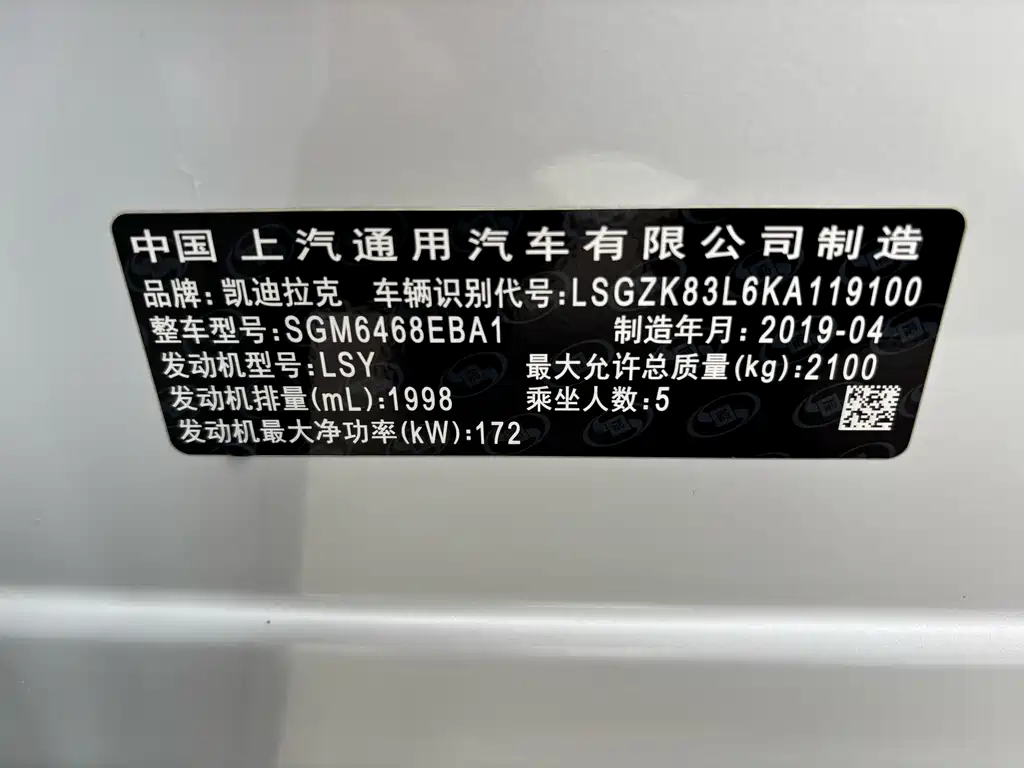 中国 上汽通用汽车有限公司制造
品牌: 凯迪拉克 车辆识别代号:LSGZK83L6KA119100
整车型号:SGM6468EBA1 制造年月:2019-04
发动机型号:LSY 最大允许总质量(kg):2100
发动机排量(mL):1998 乘坐人数:5
发动机最大净功率(kW):172